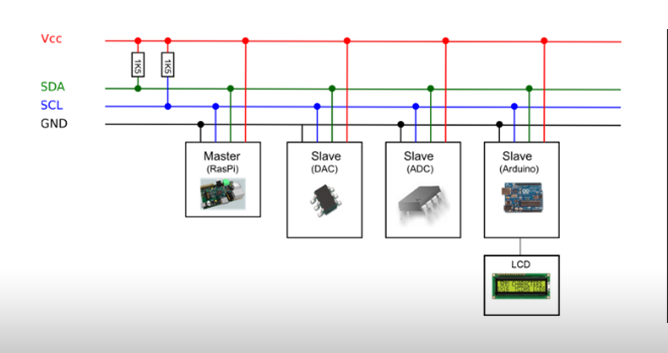 Vcc
1K5
1K5
SDA
SCL
GND
Master
(RasPi)
Slave
(DAC)
Slave
(ADC)
Slave
(Arduino)
LCD